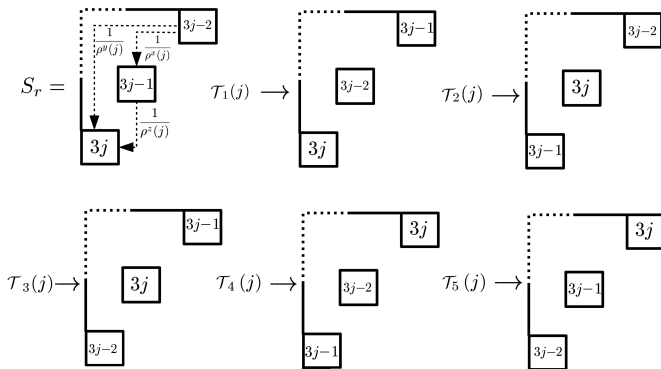 3j−2
1/ρ^y(j)
1/ρ^x(j)
S_r =
3j−1
1/ρ^z(j)
3j
3j−1
𝒯_1(j)
3j−2
3j
3j−2
𝒯_2(j)
3j
3j−1
3j−1
𝒯_3(j)
3j
3j−2
3j
𝒯_4(j)
3j−2
3j−1
3j
𝒯_5(j)
3j−1
3j−2